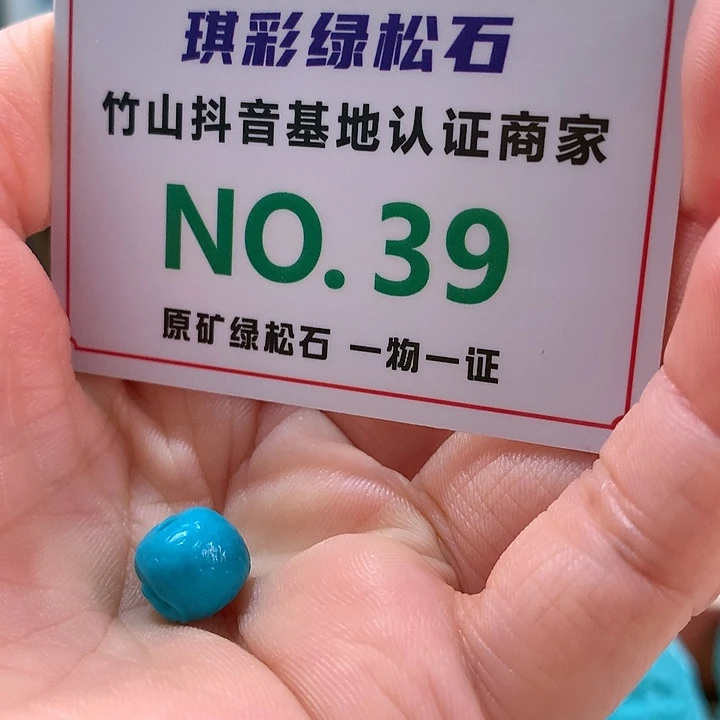 琪彩绿松石
竹山抖音基地认证商家
NO. 39
原矿绿松石 一物一证